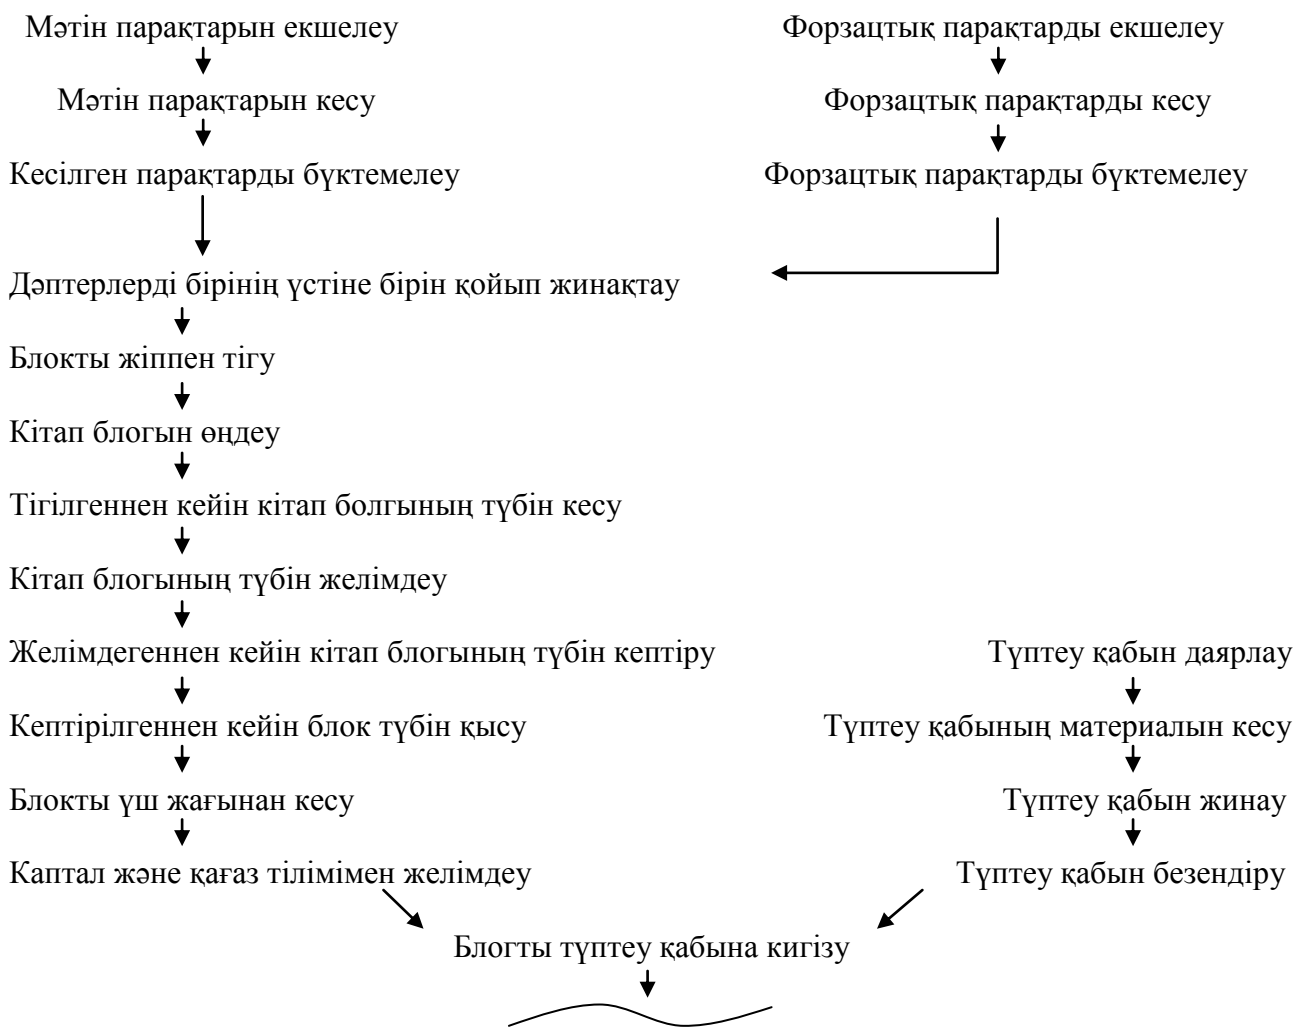 Мәтін парақтарын екшелеу
Форзацтық парақтарды екшелеу
Мәтін парақтарын кесу
Форзацтық парақтарды кесу
Кесілген парақтарды бүктемелеу
Форзацтық парақтарды бүктемелеу
Дәптерлерді бірінің үстіне бірін қойып жинақтау
Блокты жіппен тігу
Кітап блогын өңдеу
Тігілгеннен кейін кітап болгының түбін кесу
Кітап блогының түбін желімдеу
Желімдегеннен кейін кітап блогының түбін кептіру
Түптеу қабын даярлау
Кептірілгеннен кейін блок түбін қысу
Түптеу қабының материалын кесу
Блокты үш жағынан кесу
Түптеу қабын жинау
Каптал және қағаз тілімімен желімдеу
Түптеу қабын безендіру
Блогты түптеу қабына кигізу